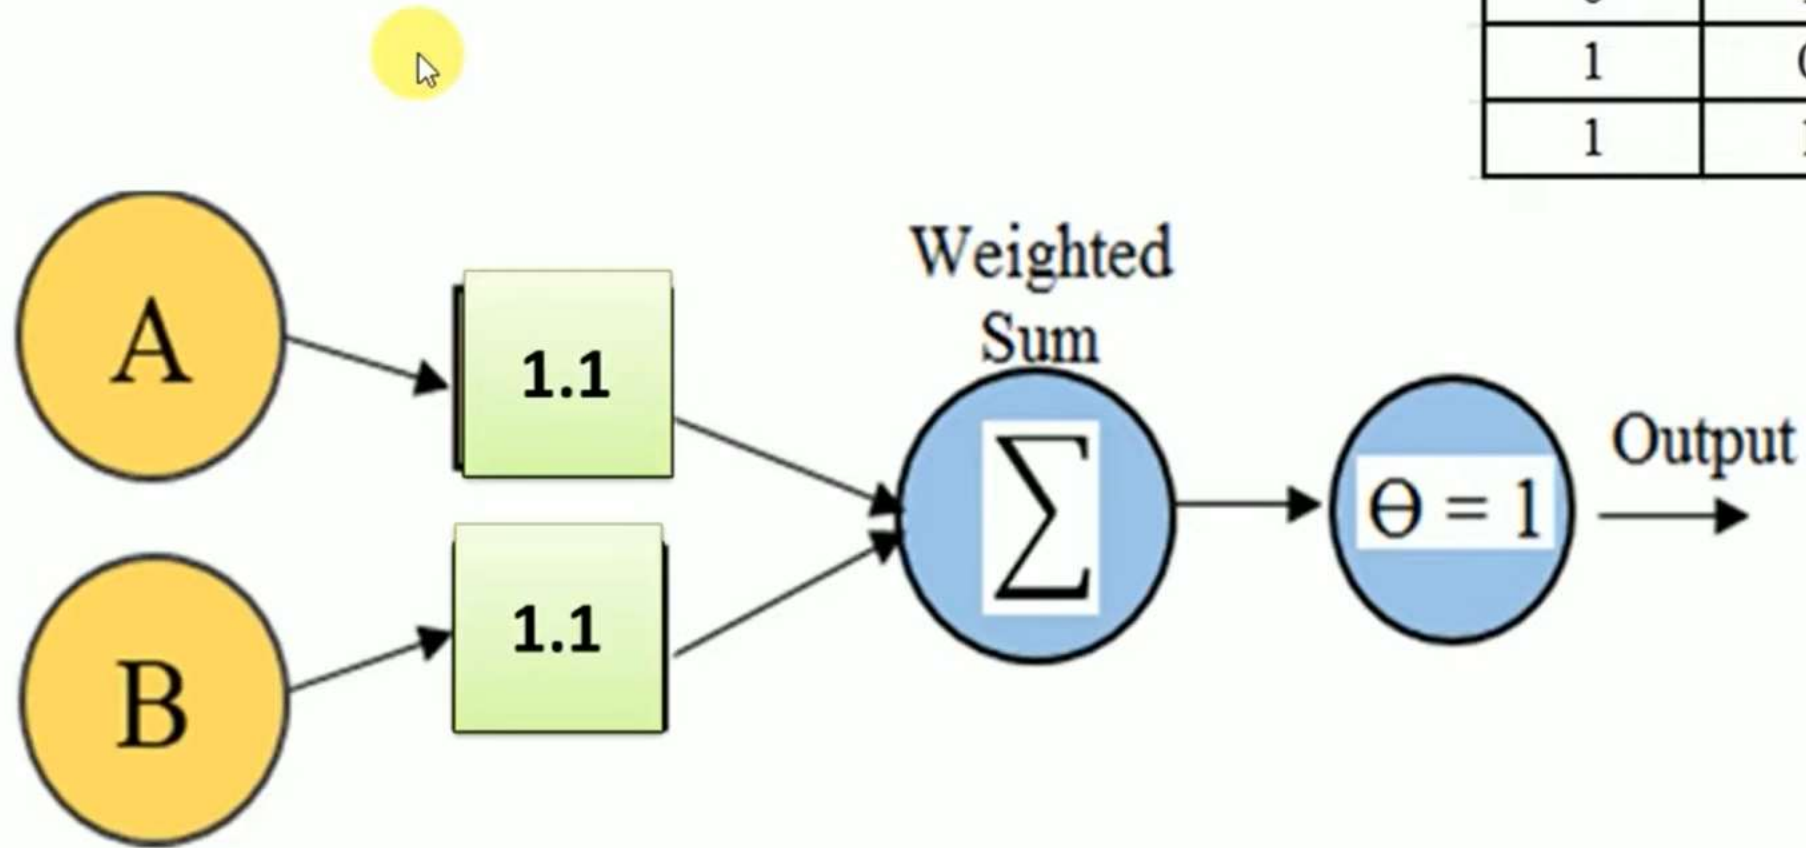 1
1
Weighted
Sum
A
1.1
Σ
Θ = 1
Output
B
1.1